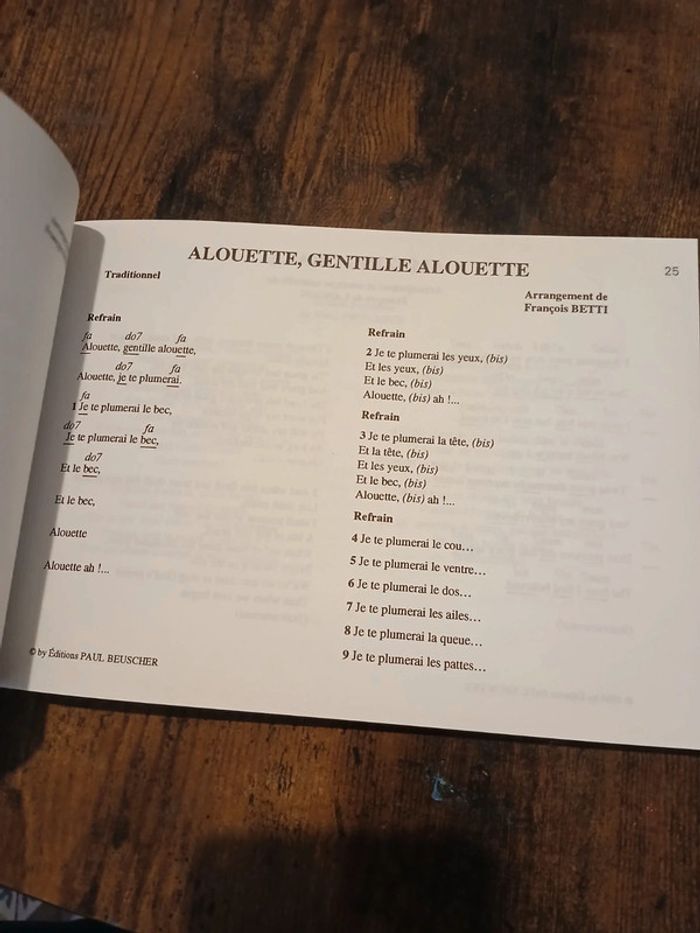 ALOUETTE, GENTILLE ALOUETTE
25
Traditionnel
Arrangement de
François BETTI
Refrain
fa do7 fa
Alouette, gentille alouette,
do7 fa
Alouette, je te plumerai.
fa
1 Je te plumerai le bec,
do7 fa
Je te plumerai le bec,
do7
Et le bec,
Et le bec,
Alouette
Alouette ah !...
© by Éditions PAUL BEUSCHER
Refrain
2 Je te plumerai les yeux, (bis)
Et les yeux, (bis)
Et le bec, (bis)
Alouette, (bis) ah !...
Refrain
3 Je te plumerai la tête, (bis)
Et la tête, (bis)
Et les yeux, (bis)
Et le bec, (bis)
Alouette, (bis) ah !...
Refrain
4 Je te plumerai le cou...
5 Je te plumerai le ventre...
6 Je te plumerai le dos...
7 Je te plumerai les ailes...
8 Je te plumerai la queue...
9 Je te plumerai les pattes...